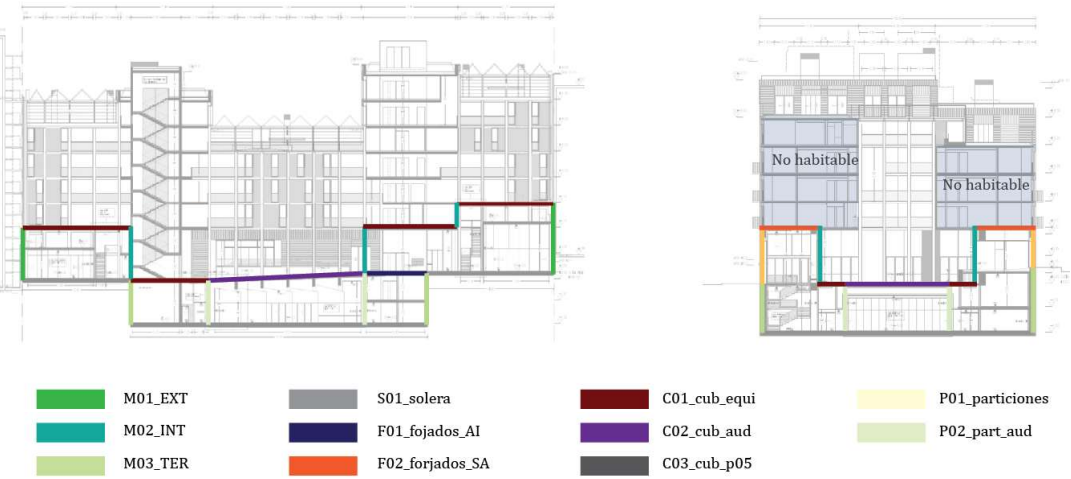 No habitable
No habitable
M01_EXT
S01_solera
C01_cub_equi
P01_particiones
M02_INT
F01_fojados_AI
C02_cub_aud
P02_part_aud
M03_TER
F02_forjados_SA
C03_cub_p05